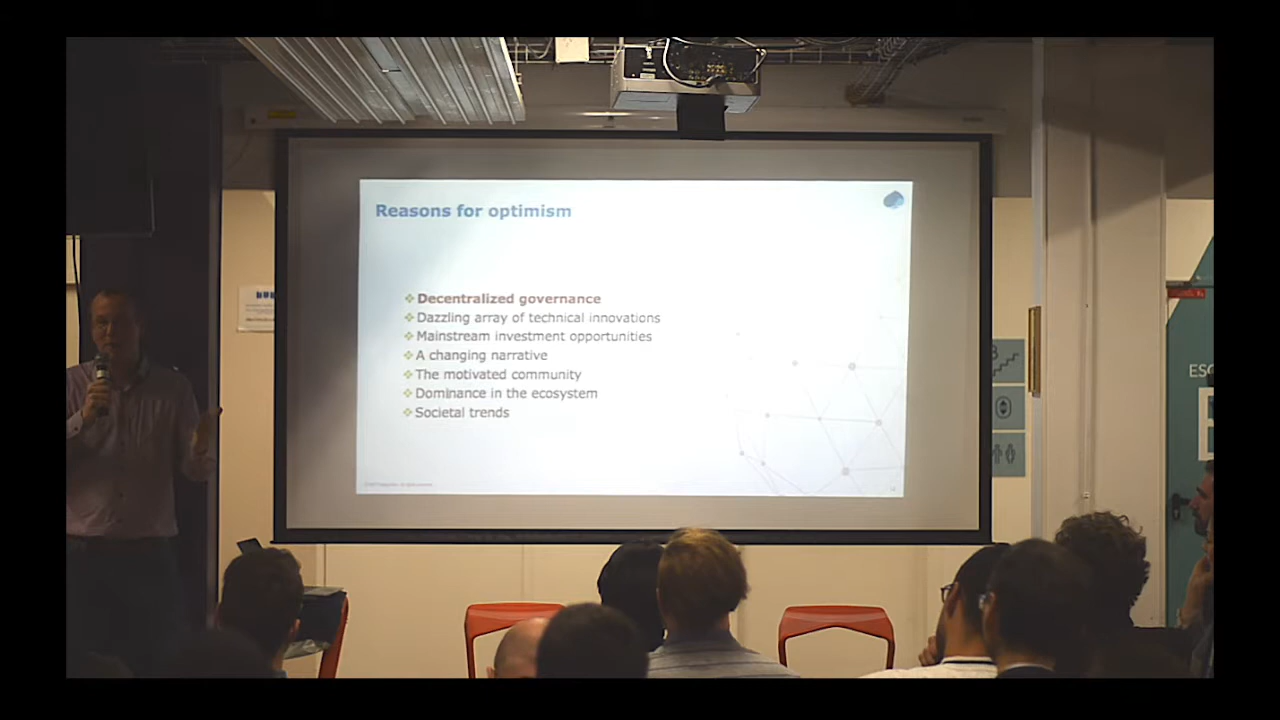 Reasons for optimism
Decentralized governance
Dazzling array of technical innovations
Mainstream investment opportunities
A changing narrative
The motivated community
Dominance in the ecosystem
Societal trends